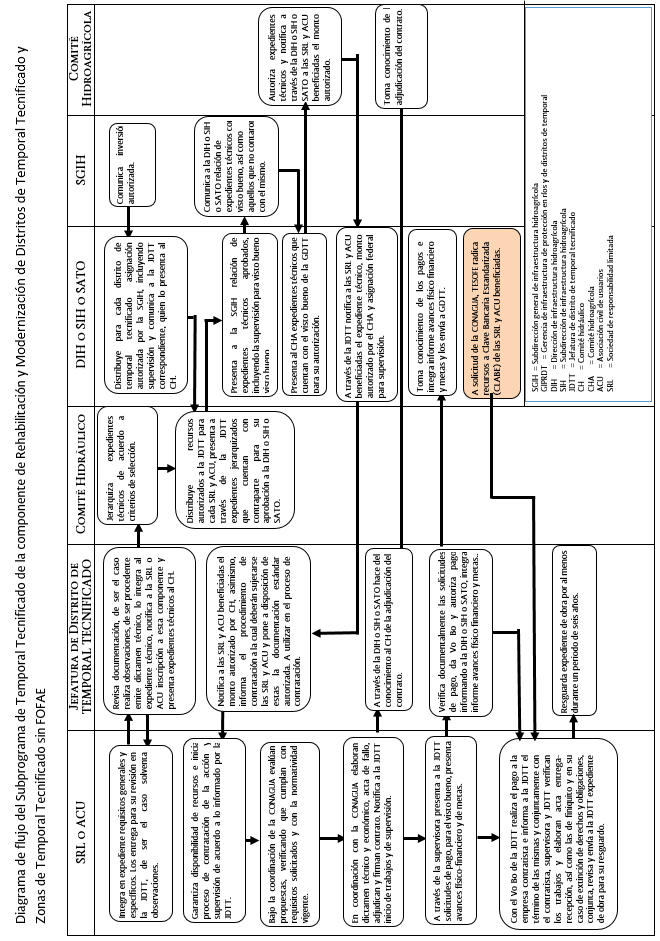 Diagrama de flujo del Subprograma de Temporal Tecnificado de la componente de Rehabilitación y Modernización de Distritos de Temporal Tecnificado y
Zonas de Temporal Tecnificado sin FOFAE
SRL O ACU
JEFATURA DE DISTRITO DE
TEMPORAL TECNIFICADO
COMITÉ HIDRÁULICO
DIH O SIH O SATO
SGIH
COMITÉ
HIDROAGRÍCOLA
Integra en expediente requisitos generales y
específicos. Los entrega para su revisión en
la JDTT, de ser el caso solventa
observaciones.
Revisa documentación, de ser el caso
realiza observaciones, de ser procedente
emite dictamen técnico, lo integra al
expediente técnico, notifica a la SRL o
ACU inscripción a esta componente y
presenta expedientes técnicos al CH.
Jerarquiza expedientes
técnicos de acuerdo a
criterios de selección.
Distribuye para cada distrito de
temporal tecnificado asignación
autorizada por la SGIH, incluyendo
supervisión y comunica a la JDTT
correspondiente, quien lo presenta al
CH.
Comunica inversió
autorizada.
Distribuye recursos
autorizados a la JDTT para
cada SRL y ACU, presenta a
través de la JDTT
expedientes jerarquizados
que cuentan con
contraparte para su
aprobación a la DIH o SIH o
SATO.
Presenta a la SGIH relación de
expedientes técnicos aprobados,
incluyendo la supervisión para visto bueno
visto bueno
Comunica a la DIH o SIH
o SATO relación de
expedientes técnicos co
visto bueno, así como
aquellos que no contaron
con el mismo.
Presenta al CHA expedientes técnicos que
cuentan con el visto bueno de la GDTT
para su autorización.
Autoriza expedientes
técnicos y notifica a
través de la DIH o SIH o
SATO a las SRL y ACU
beneficiadas el monto
autorizado.
A través de la JDTT notifica a las SRL y ACU
beneficiadas el expediente técnico, monto
autorizado por el CHA y asignación federal
para supervisión.
Notifica a las SRL y ACU beneficiadas el
monto autorizado por CH, asimismo,
informa el procedimiento de
contratación a la cual deberán sujetarse
las SRL y ACU y pone a disposición de
estas la documentación estándar
autorizada. A utilizar en el proceso de
contratación.
Garantiza disponibilidad de recursos e inicia
proceso de contratación de la acción y
supervisión de acuerdo a lo informado por la
JDTT.
Bajo la coordinación de la CONAGUA evalúan
propuestas, verificando que cumplan con
requisitos solicitados y con la normatividad
vigente.
En coordinación con la CONAGUA elaboran
dictamen técnico y económico, acta de fallo,
adjudican y firman contrato. Notifica a la JDTT
inicio de trabajos y de supervisión.
A través de la DIH o SIH o SATO hace del
conocimiento al CH de la adjudicación del
contrato.
Toma conocimiento de l
adjudicación del contrato.
A través de la supervisora presenta a la JDTT
solicitudes de pago, para el visto bueno, presenta
avances físico-financiero y de metas.
Verifica documentalmente las solicitudes
de pago, da Vo Bo y autoriza pago
informando a la DIH o SIH o SATO, integra
informe avances físico financiero y metas.
Toma conocimiento de los pagos e
integra informe avances físico financiero
y metas y los envía a GDTT.
A solicitud de la CONAGUA, TESOFE radica
recursos a Clave Bancaria Estandarizada
(CLABE) de las SRL y ACU beneficiadas.
Con el Vo Bo de la JDTT realiza el pago a la
empresa contratista e informa a la JDTT el
término de las mismas y conjuntamente con
el contratista, supervisora y JDTT verifican
los trabajos y elaboran acta entrega-
recepción, así como las de finiquito y en su
caso de extinción de derechos y obligaciones,
conjunta, revisa y envía a la JDTT expediente
de obra para su resguardo.
Resguarda expediente de obra por al menos
durante un periodo de seis años.
SGIH = Subdirección general de infraestructura hidroagrícola
GIPRDT = Gerencia de infraestructura de protección en ríos y de distritos de temporal
DIH = Dirección de infraestructura hidroagrícola
SIH = Subdirección de infraestructura hidroagrícola
JDTT = Jefatura de distrito de temporal tecnificado
CH = Comité hidráulico
CHA = Comité hidroagrícola
ACU = Asociación civil de usuarios
SRL = Sociedad de responsabilidad limitada